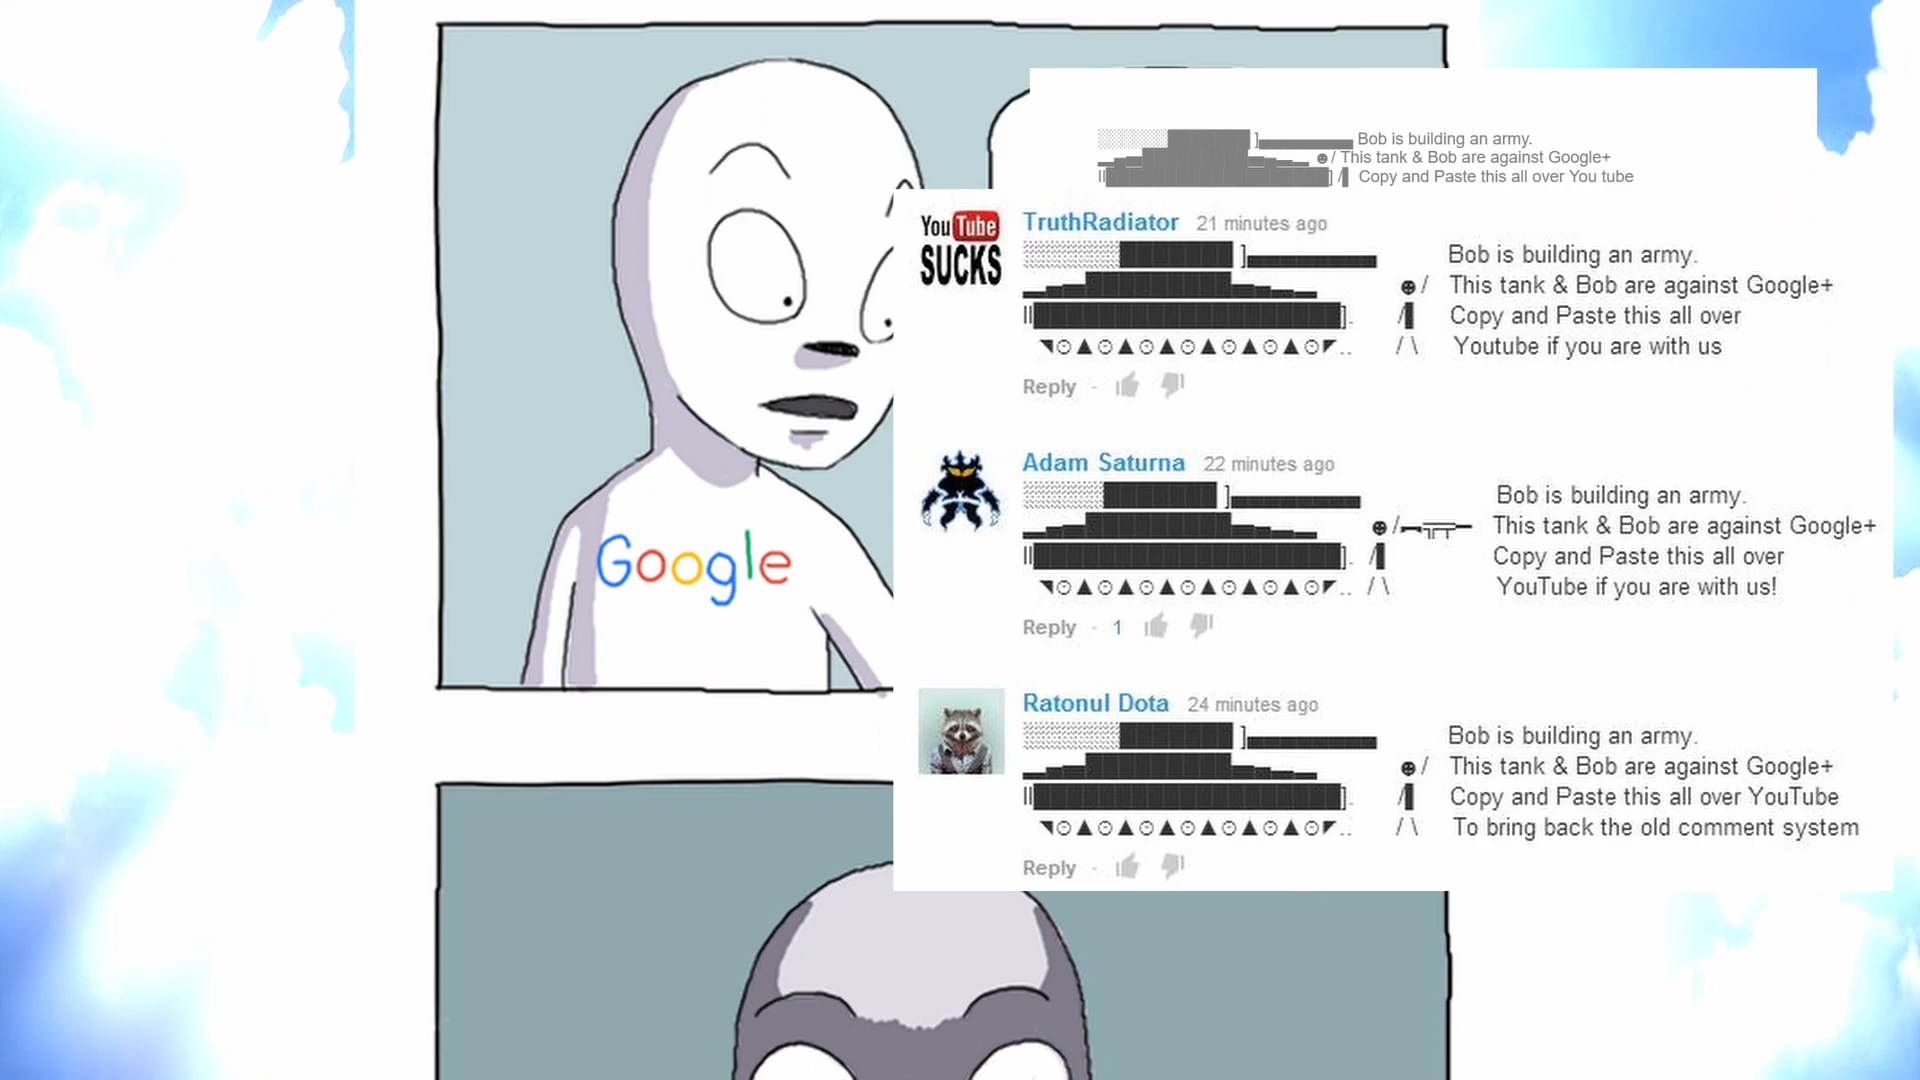 Google
░░░░░░███████ ]▄▄▄▄▄▄▄▄ Bob is building an army.
▂▄▅█████████▅▄▃▂ ☻/ This tank & Bob are against Google+
Il███████████████████] /▌ Copy and Paste this all over You tube
You Tube
SUCKS
TruthRadiator 21 minutes ago
░░░░░░███████ ]▄▄▄▄▄▄▄▄ Bob is building an army.
▂▄▅█████████▅▄▃▂ ☻/ This tank & Bob are against Google+
Il███████████████████]. /▌ Copy and Paste this all over
◥⊙▲⊙▲⊙▲⊙▲⊙▲⊙▲⊙◤.. / \ Youtube if you are with us
Reply ·
Adam Saturna 22 minutes ago
░░░░░███████ ]▄▄▄▄▄▄▄▄ Bob is building an army.
▂▄▅█████████▅▄▃▂ ☻/︻╦╤─ This tank & Bob are against Google+
Il███████████████████]. /▌ Copy and Paste this all over
◥⊙▲⊙▲⊙▲⊙▲⊙▲⊙▲⊙◤.. / \ YouTube if you are with us!
Reply · 1
Ratonul Dota 24 minutes ago
░░░░░░███████ ]▄▄▄▄▄▄▄▄ Bob is building an army.
▂▄▅█████████▅▄▃▂ ☻/ This tank & Bob are against Google+
Il███████████████████]. /▌ Copy and Paste this all over YouTube
◥⊙▲⊙▲⊙▲⊙▲⊙▲⊙▲⊙◤.. / \ To bring back the old comment system
Reply ·